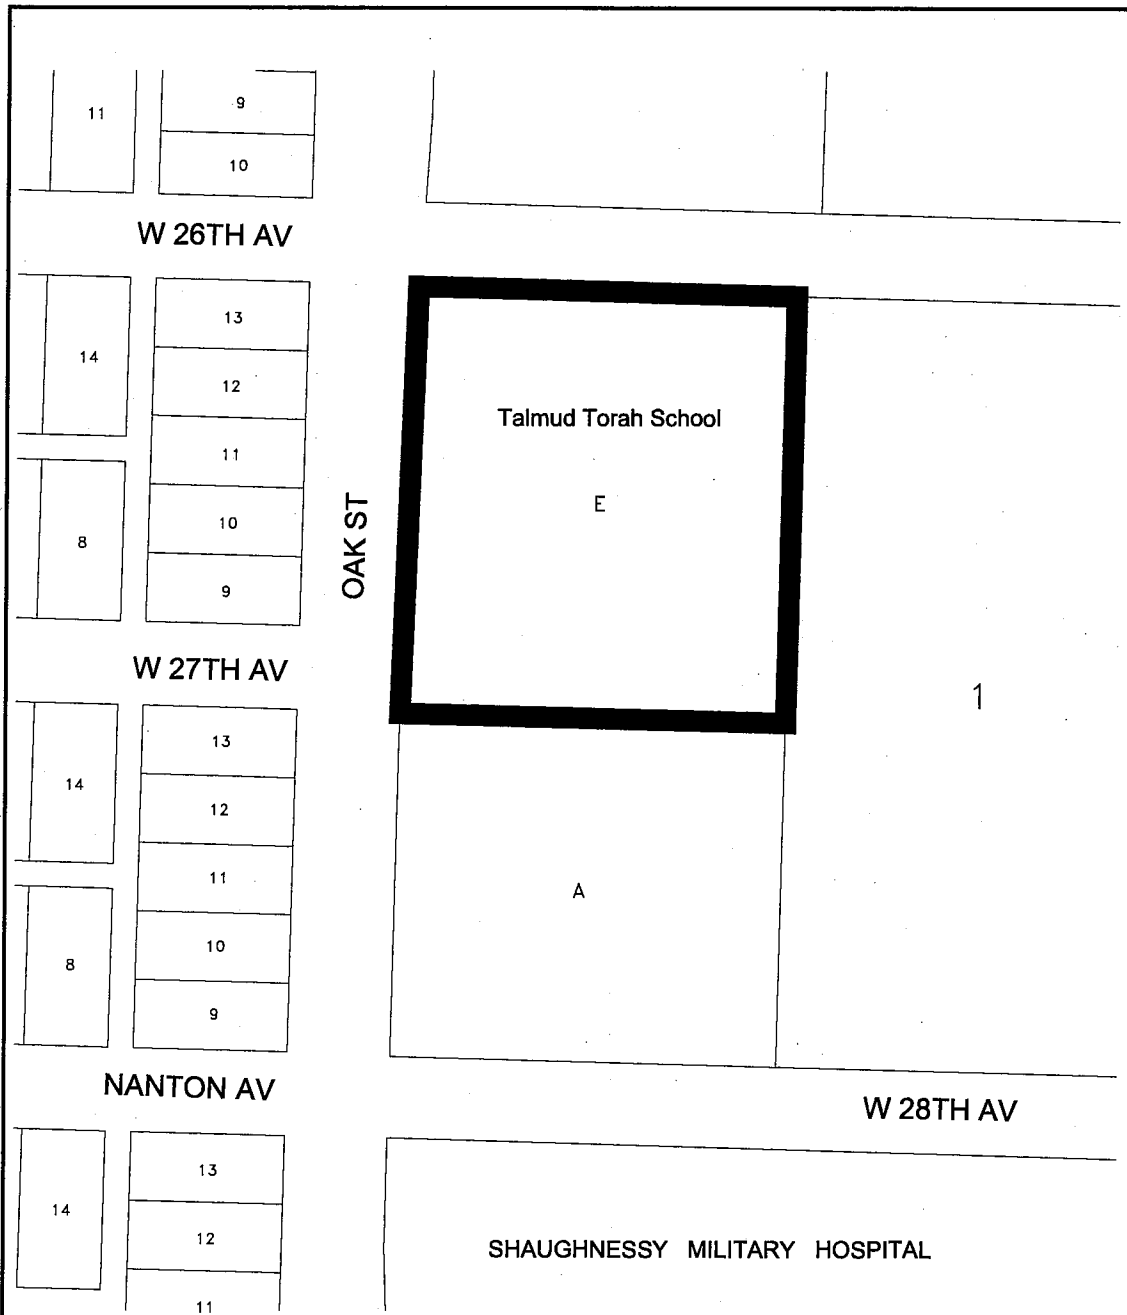 11
9
10
W 26TH AV
13
14
12
Talmud Torah School
11
E
10
8
OAK ST
9
W 27TH AV
1
13
14
12
11
A
10
8
9
NANTON AV
W 28TH AV
13
14
12
SHAUGHNESSY MILITARY HOSPITAL
11